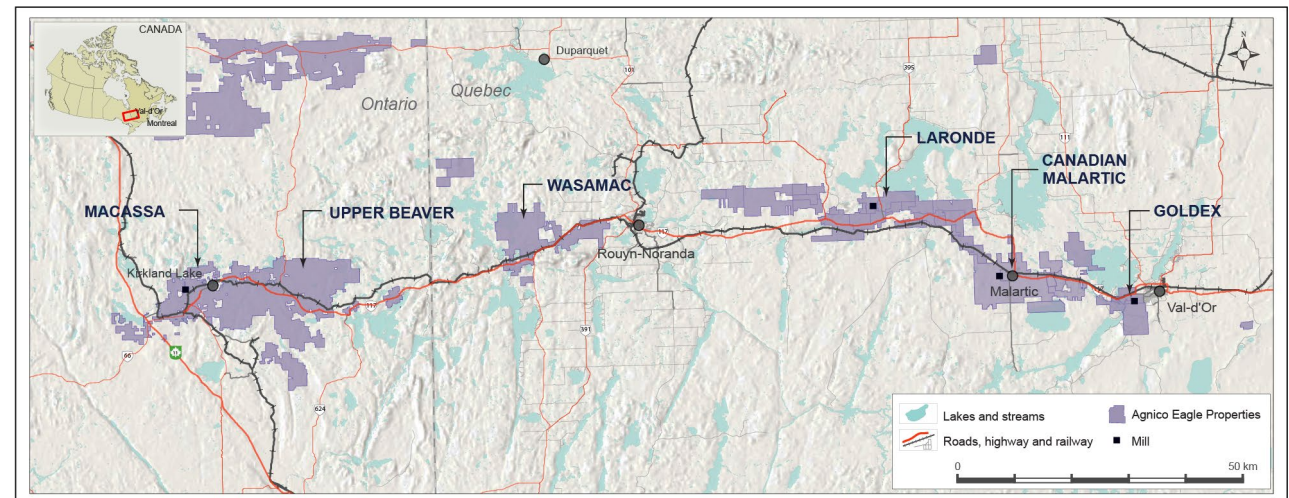 CANADA
Val-d'Or
Montreal
Duparquet
101
395
111
Ontario
Quebec
LARONDE
CANADIAN
MALARTIC
WASAMAC
MACASSA
UPPER BEAVER
GOLDEX
117
Rouyn-Noranda
Kirkland Lake
Malartic
Val-d'Or
117
391
66
11
624
Lakes and streams
Agnico Eagle Properties
Roads, highway and railway
Mill
0
50 km